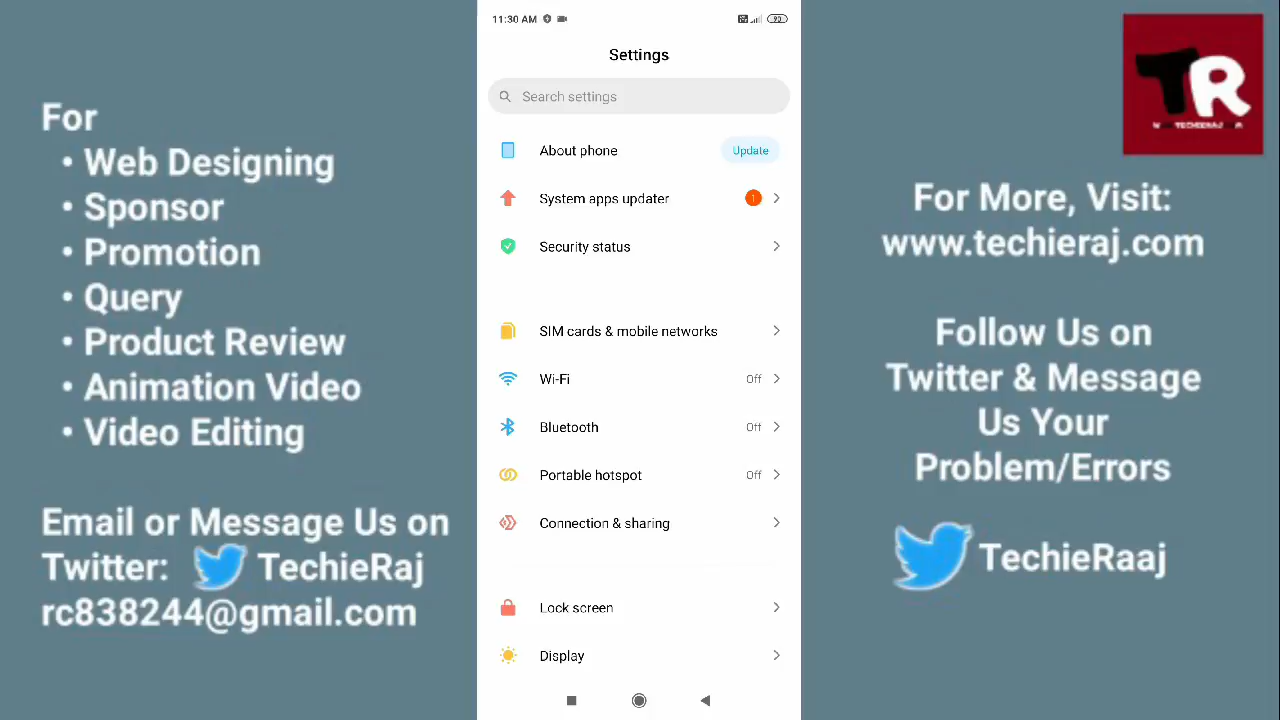 For
• Web Designing
• Sponsor
• Promotion
• Query
• Product Review
• Animation Video
• Video Editing
Email or Message Us on
Twitter: TechieRaj
rc838244@gmail.com
11:30 AM
90
Settings
Search settings
About phone
Update
System apps updater
1
Security status
SIM cards & mobile networks
Wi-Fi
Off
Bluetooth
Off
Portable hotspot
Off
Connection & sharing
Lock screen
Display
TR
For More, Visit:
www.techieraj.com
Follow Us on
Twitter & Message
Us Your
Problem/Errors
TechieRaaj